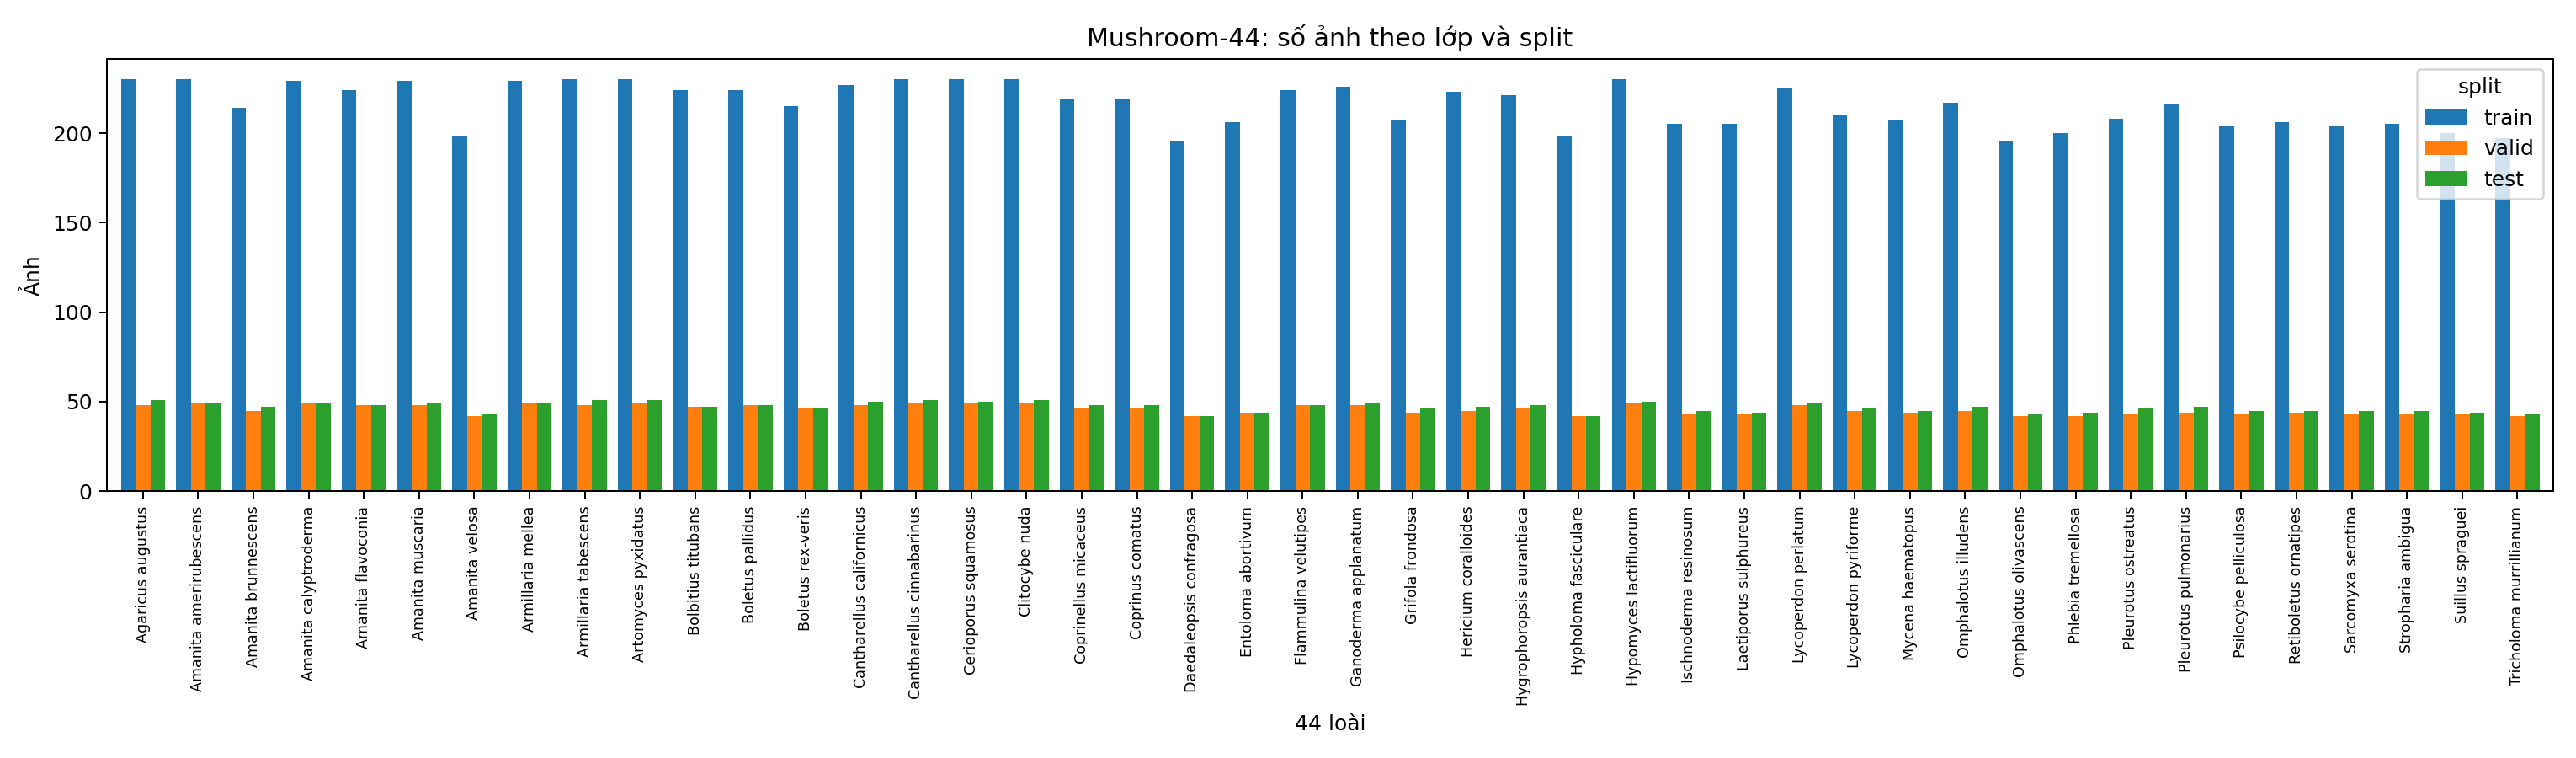 Mushroom-44: số ảnh theo lớp và split
split
train
valid
test
Ảnh
200
150
100
50
0
Agaricus augustus
Amanita amerirubescens
Amanita brunnescens
Amanita calyptroderma
Amanita flavoconia
Amanita muscaria
Amanita velosa
Armillaria mellea
Armillaria tabescens
Artomyces pyxidatus
Bolbitius titubans
Boletus pallidus
Boletus rex-veris
Cantharellus californicus
Cantharellus cinnabarinus
Cerioporus squamosus
Clitocybe nuda
Coprinellus micaceus
Coprinus comatus
Daedaleopsis confragosa
Entoloma abortivum
Flammulina velutipes
Ganoderma applanatum
Grifola frondosa
Hericium coralloides
Hygrophoropsis aurantiaca
Hypholoma fasciculare
Hypomyces lactifluorum
Ischnoderma resinosum
Laetiporus sulphureus
Lycoperdon perlatum
Lycoperdon pyriforme
Mycena haematopus
Omphalotus illudens
Omphalotus olivascens
Phlebia tremellosa
Pleurotus ostreatus
Pleurotus pulmonarius
Psilocybe pelliculosa
Retiboletus ornatipes
Sarcomyxa serotina
Stropharia ambigua
Suillus spraguei
Tricholoma murrillianum
44 loài